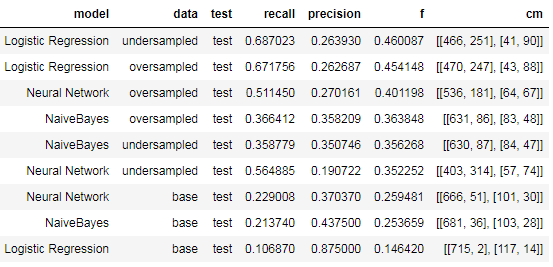 model data test recall precision f cm
Logistic Regression undersampled test 0.687023 0.263930 0.460087 [[466, 251], [41, 90]]
Logistic Regression oversampled test 0.671756 0.262687 0.454148 [[470, 247], [43, 88]]
Neural Network oversampled test 0.511450 0.270161 0.401198 [[536, 181], [64, 67]]
NaiveBayes oversampled test 0.366412 0.358209 0.363848 [[631, 86], [83, 48]]
NaiveBayes undersampled test 0.358779 0.350746 0.356268 [[630, 87], [84, 47]]
Neural Network undersampled test 0.564885 0.190722 0.352252 [[403, 314], [57, 74]]
Neural Network base test 0.229008 0.370370 0.259481 [[666, 51], [101, 30]]
NaiveBayes base test 0.213740 0.437500 0.253659 [[681, 36], [103, 28]]
Logistic Regression base test 0.106870 0.875000 0.146420 [[715, 2], [117, 14]]